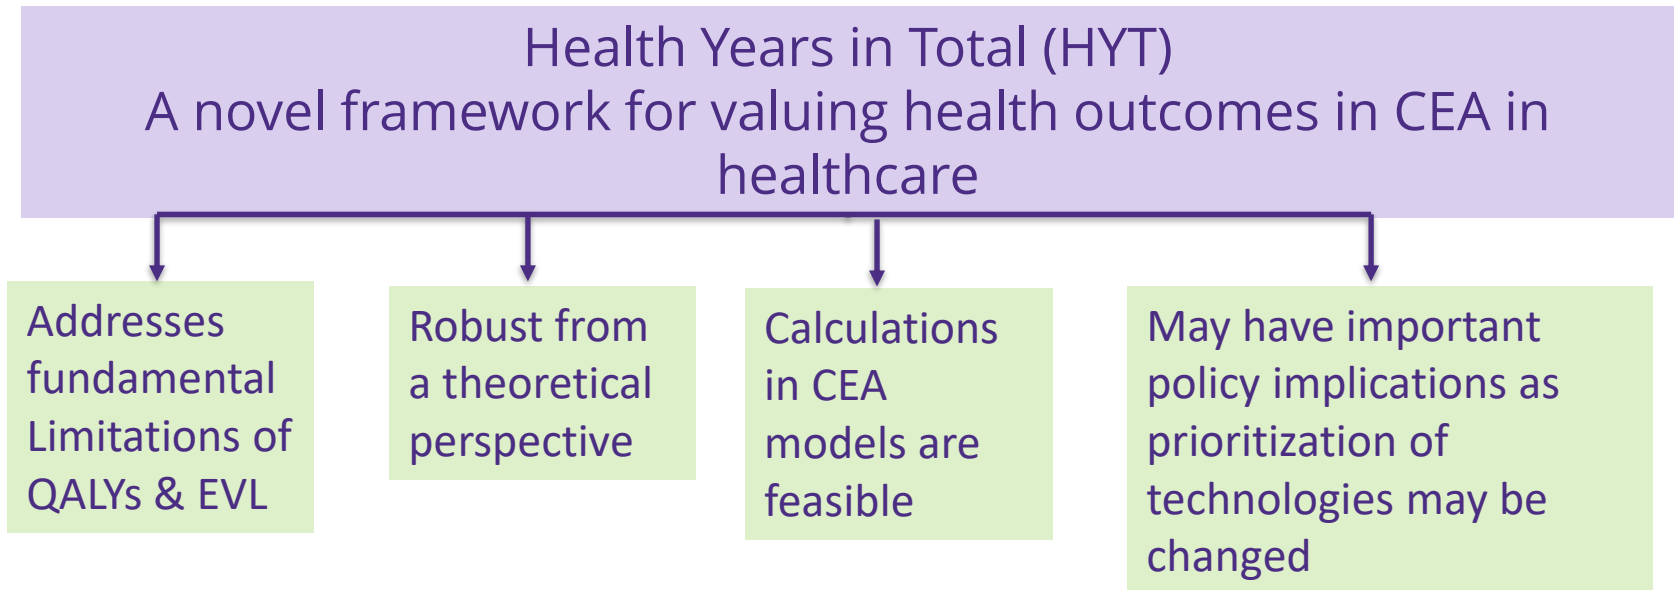 Health Years in Total (HYT)
A novel framework for valuing health outcomes in CEA in
healthcare
Addresses
fundamental
Limitations of
QALYs & EVL
Robust from
a theoretical
perspective
Calculations
in CEA
models are
feasible
May have important
policy implications as
prioritization of
technologies may be
changed